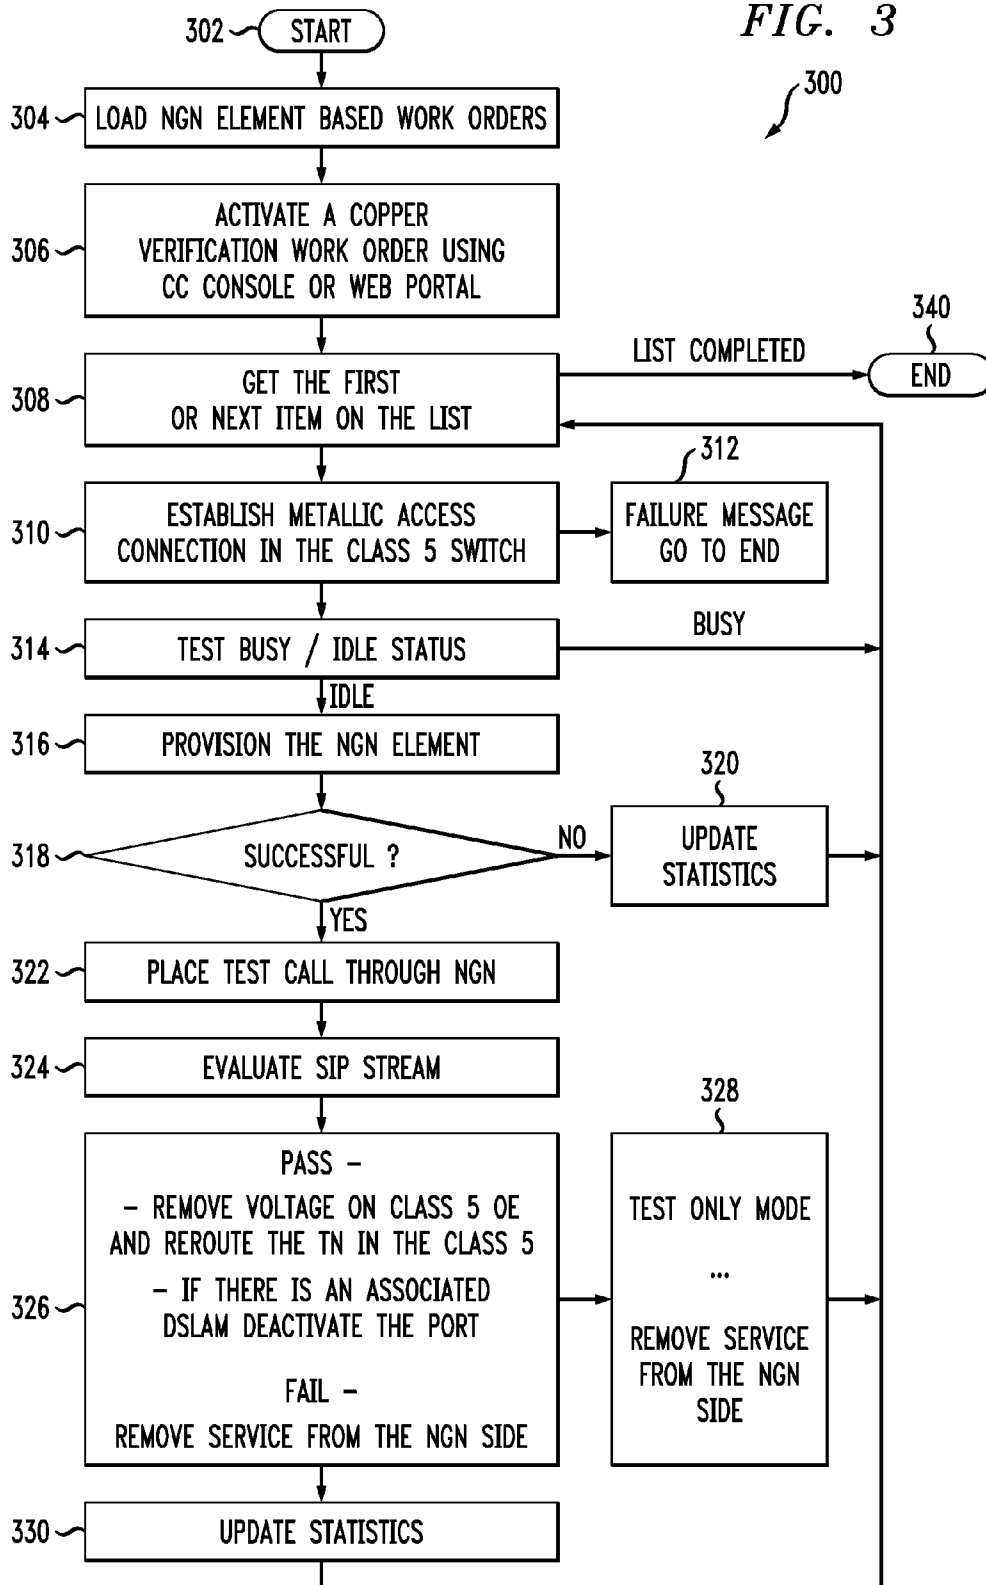 FIG. 3
300
302
START
304
LOAD NGN ELEMENT BASED WORK ORDERS
306
ACTIVATE A COPPER
VERIFICATION WORK ORDER USING
CC CONSOLE OR WEB PORTAL
308
GET THE FIRST
OR NEXT ITEM ON THE LIST
LIST COMPLETED
340
END
310
ESTABLISH METALLIC ACCESS
CONNECTION IN THE CLASS 5 SWITCH
312
FAILURE MESSAGE
GO TO END
314
TEST BUSY / IDLE STATUS
BUSY
IDLE
316
PROVISION THE NGN ELEMENT
318
SUCCESSFUL ?
NO
320
UPDATE
STATISTICS
YES
322
PLACE TEST CALL THROUGH NGN
324
EVALUATE SIP STREAM
326
PASS –
– REMOVE VOLTAGE ON CLASS 5 OE
AND REROUTE THE TN IN THE CLASS 5
– IF THERE IS AN ASSOCIATED
DSLAM DEACTIVATE THE PORT
FAIL –
REMOVE SERVICE FROM THE NGN SIDE
328
TEST ONLY MODE
...
REMOVE SERVICE
FROM THE NGN
SIDE
330
UPDATE STATISTICS